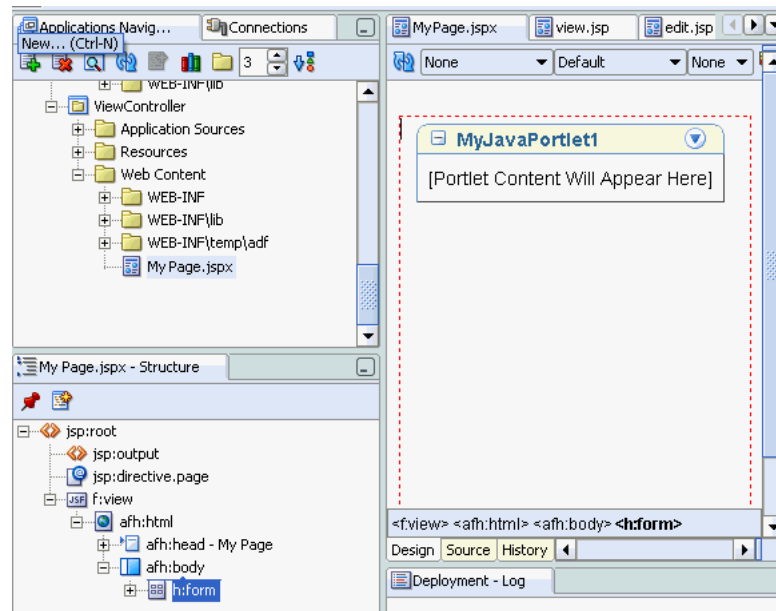 Applications Navig...
Connections
New... (Ctrl-N)
3
WEB-INF\lib
ViewController
Application Sources
Resources
Web Content
WEB-INF
WEB-INF\lib
WEB-INF\temp\adf
My Page.jspx
My Page.jspx - Structure
jsp:root
jsp:output
jsp:directive.page
JSF f:view
afh:html
afh:head - My Page
afh:body
h:form
MyPage.jspx
view.jsp
edit.jsp
None
Default
None
MyJavaPortlet1
[Portlet Content Will Appear Here]
<f:view> <afh:html> <afh:body> <h:form>
Design Source History
Deployment - Log